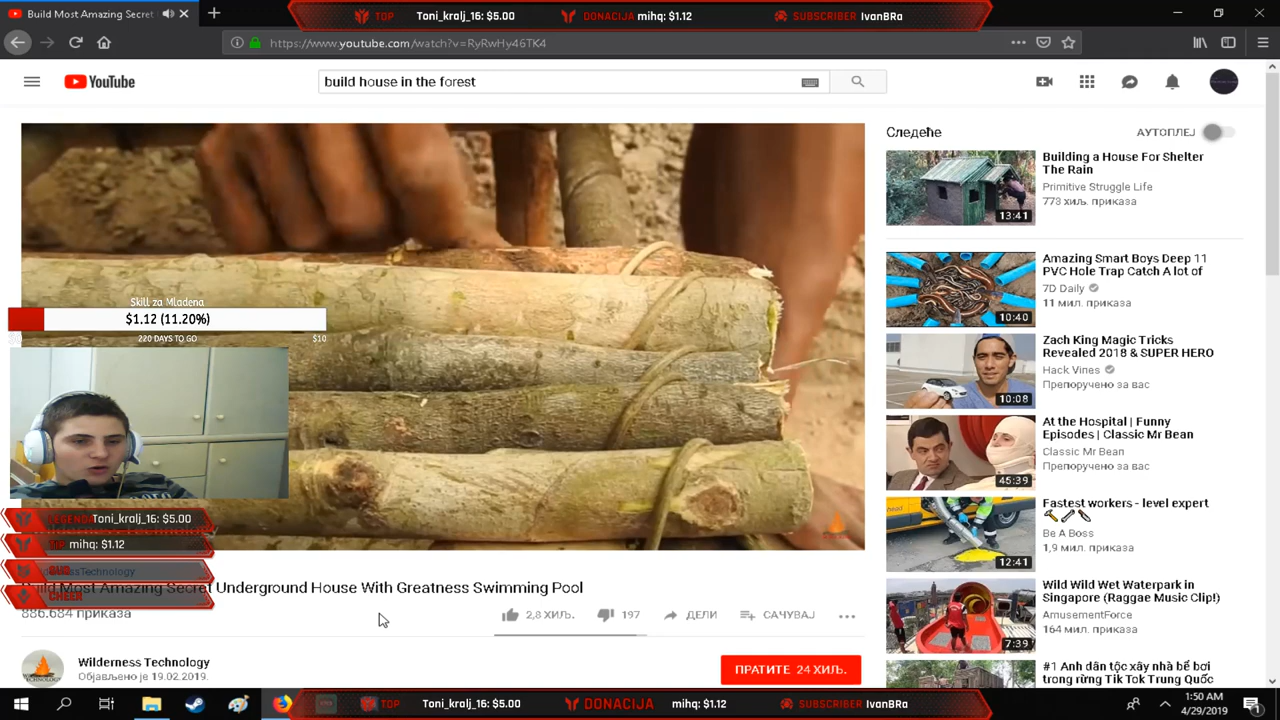 Build Most Amazing Secret
TOP Toni_kralj_16: $5.00 DONACIJA mihq: $1.12 SUBSCRIBER IvanBRa
https://www.youtube.com/watch?v=RyRwHy46TK4
YouTube
build house in the forest
Следеће
АУТОПЛЕЈ
Building a House For Shelter
The Rain
Primitive Struggle Life
773 хиљ. приказа
13:41
Amazing Smart Boys Deep 11
PVC Hole Trap Catch A lot of
7D Daily
11 мил. приказа
10:40
Zach King Magic Tricks
Revealed 2018 & SUPER HERO
Hack Vines
Препоручено за вас
10:08
At the Hospital | Funny
Episodes | Classic Mr Bean
Classic Mr Bean
Препоручено за вас
45:39
Fastest workers - level expert
Be A Boss
1,9 мил. приказа
12:41
Wild Wild Wet Waterpark in
Singapore (Raggae Music Clip!)
AmusementForce
164 мил. приказа
7:39
#1 Anh dân tộc xây nhà bể bơi
trong rừng Tik Tok Trung Quốc
Skill za Mladena
$1.12 (11.20%)
220 DAYS TO GO $10
Toni_kralj_16: $5.00
mihq: $1.12
CHEER
Build Most Amazing Secret Underground House With Greatness Swimming Pool
886.684 приказа
2,8 ХИЉ. 197 ДЕЛИ САЧУВАЈ
Wilderness Technology
Објављено је 19.02.2019.
ПРАТИТЕ 24 ХИЉ.
TOP Toni_kralj_16: $5.00 DONACIJA mihq: $1.12 SUBSCRIBER IvanBRa
1:50 AM
4/29/2019